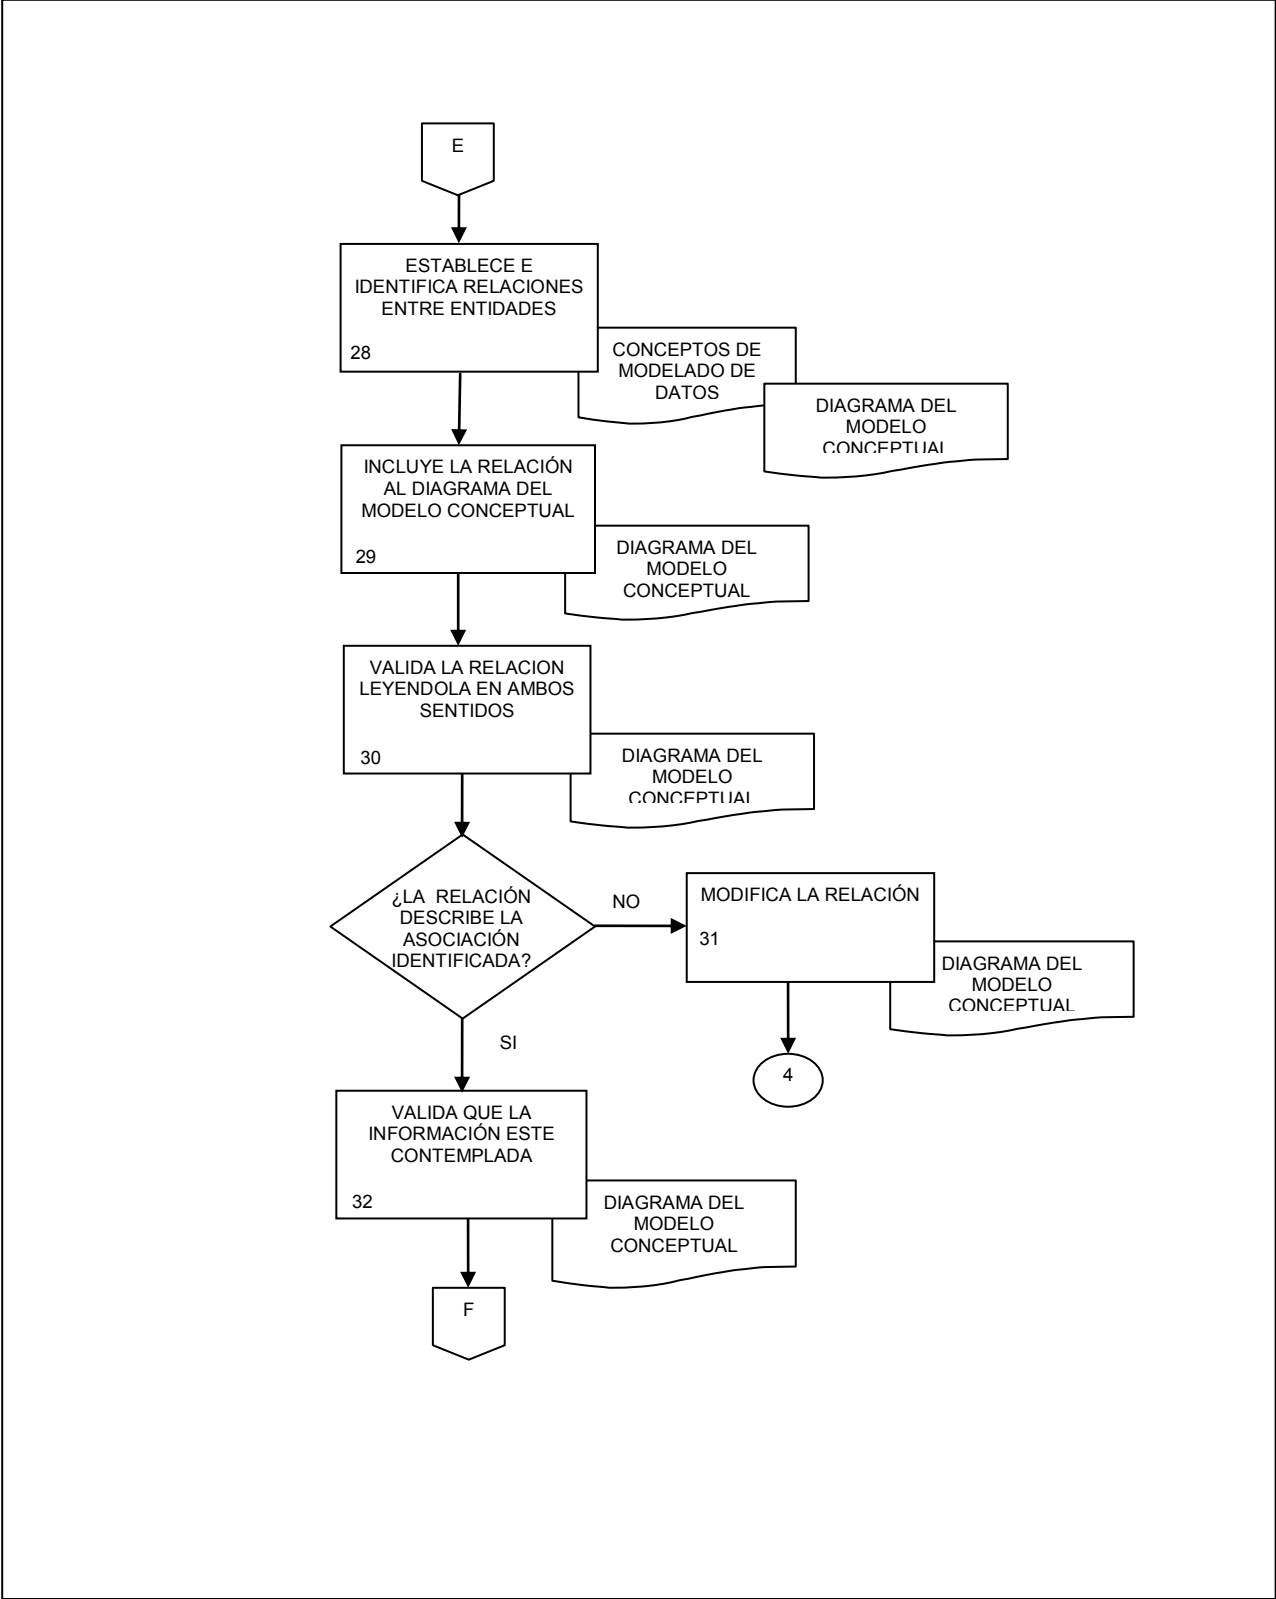 E
ESTABLECE E
IDENTIFICA RELACIONES
ENTRE ENTIDADES
28
CONCEPTOS DE
MODELADO DE
DATOS
DIAGRAMA DEL
MODELO
CONCEPTUAL
INCLUYE LA RELACIÓN
AL DIAGRAMA DEL
MODELO CONCEPTUAL
29
DIAGRAMA DEL
MODELO
CONCEPTUAL
VALIDA LA RELACION
LEYENDOLA EN AMBOS
SENTIDOS
30
DIAGRAMA DEL
MODELO
CONCEPTUAL
¿LA RELACIÓN
DESCRIBE LA
ASOCIACIÓN
IDENTIFICADA?
NO
MODIFICA LA RELACIÓN
31
DIAGRAMA DEL
MODELO
CONCEPTUAL
4
SI
VALIDA QUE LA
INFORMACIÓN ESTE
CONTEMPLADA
32
DIAGRAMA DEL
MODELO
CONCEPTUAL
F